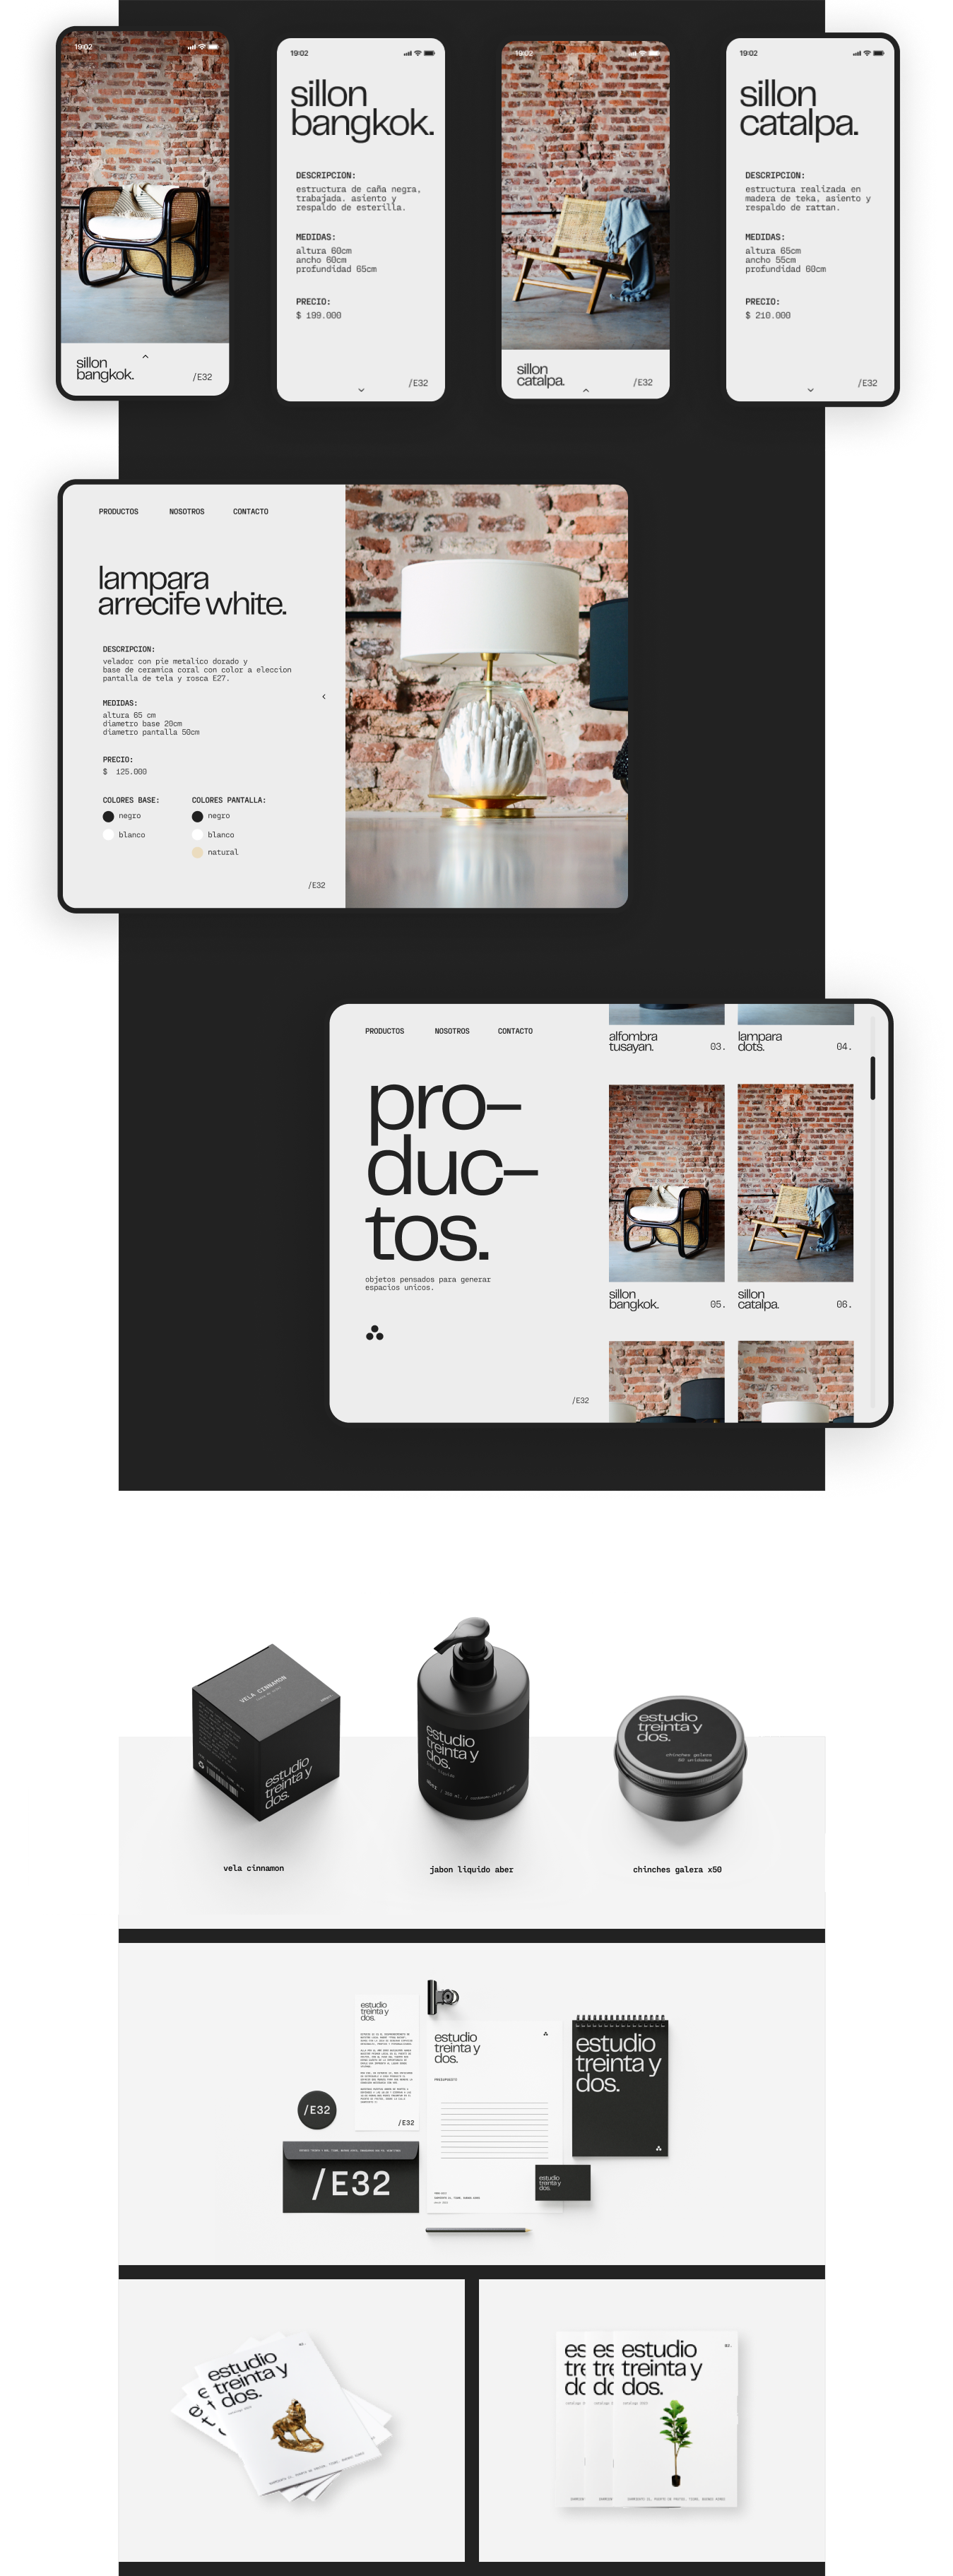 19:02
sillon
bangkok.
/E32
19:02
sillon
bangkok.
DESCRIPCION:
estructura de caña negra,
trabajada. asiento y
respaldo de esterilla.
MEDIDAS:
altura 60cm
ancho 60cm
profundidad 65cm
PRECIO:
$ 199.000
/E32
19:02
sillon
catalpa.
/E32
19:02
sillon
catalpa.
DESCRIPCION:
estructura realizada en
madera de teka, asiento y
respaldo de rattan.
MEDIDAS:
altura 65cm
ancho 55cm
profundidad 60cm
PRECIO:
$ 210.000
/E32
PRODUCTOS NOSOTROS CONTACTO
lampara
arrecife white.
DESCRIPCION:
velador con pie metalico dorado y
base de ceramica coral con color a eleccion
pantalla de tela y rosca E27.
MEDIDAS:
altura 65 cm
diametro base 20cm
diametro pantalla 50cm
PRECIO:
$ 125.000
COLORES BASE: COLORES PANTALLA:
negro negro
blanco blanco
natural
/E32
PRODUCTOS NOSOTROS CONTACTO
pro–
duc–
tos.
objetos pensados para generar
espacios unicos.
/E32
alfombra
tusayan. 03.
lampara
dots. 04.
sillon
bangkok. 05.
sillon
catalpa. 06.
VELA CINNAMON
estudio
treinta y
dos.
estudio
treinta y
dos.
estudio
treinta y
dos.
chinches galera
50 unidades
vela cinnamon
jabon liquido aber
chinches galera x50
estudio
treinta y
dos.
/E32
/E32
/E32
estudio
treinta y
dos.
PRESUPUESTO
estudio
treinta y
dos.
estudio
treinta y
dos.
estudio
treinta y
dos.
es
tre
dc
es
tre
dc
estudio
treinta y
dos.